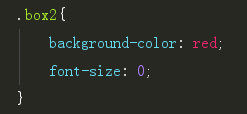 .box2{
background-color: red;
font-size: 0;
}